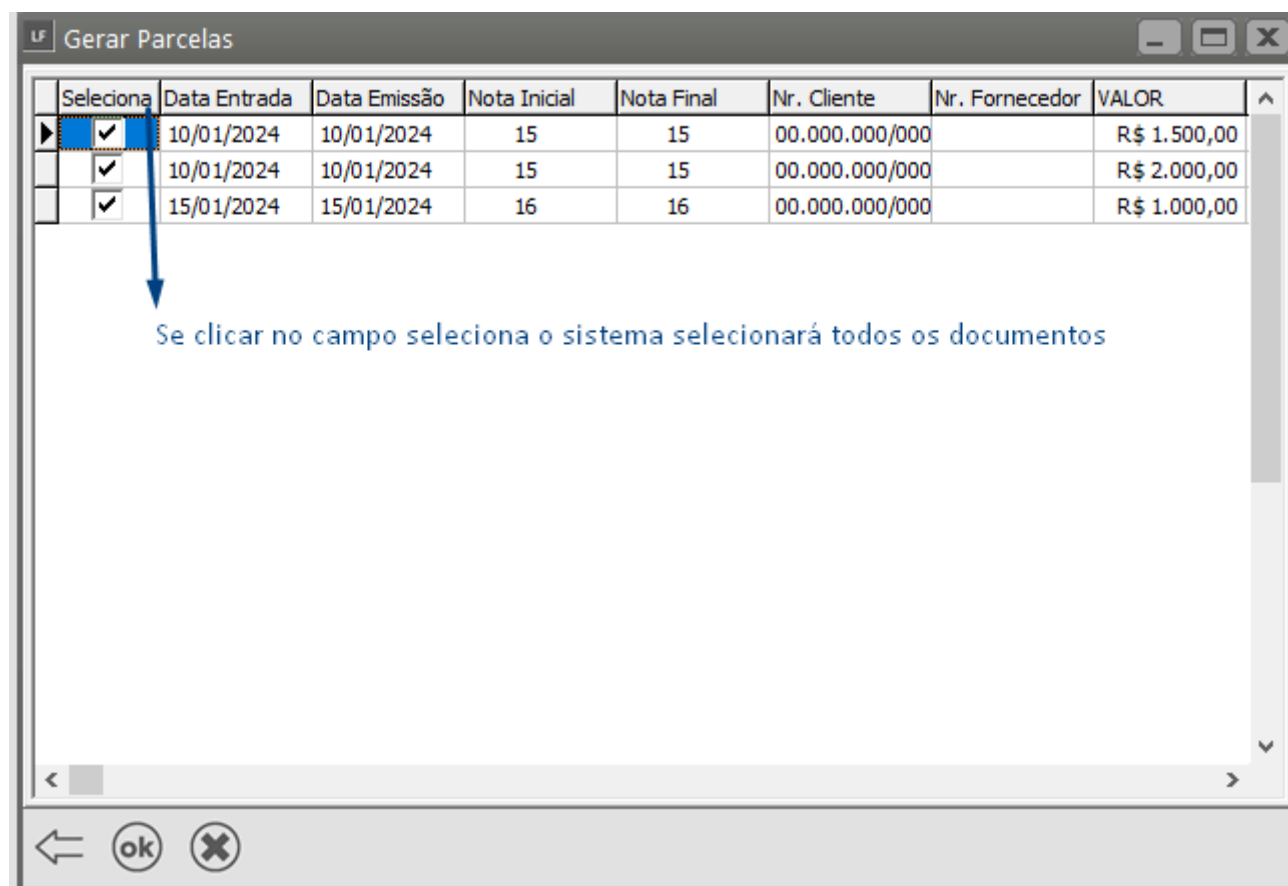 LF Gerar Parcelas
Seleciona Data Entrada Data Emissão Nota Inicial Nota Final Nr. Cliente Nr. Fornecedor VALOR
10/01/2024 10/01/2024 15 15 00.000.000/000 R$ 1.500,00
10/01/2024 10/01/2024 15 15 00.000.000/000 R$ 2.000,00
15/01/2024 15/01/2024 16 16 00.000.000/000 R$ 1.000,00
Se clicar no campo seleciona o sistema selecionará todos os documentos
ok